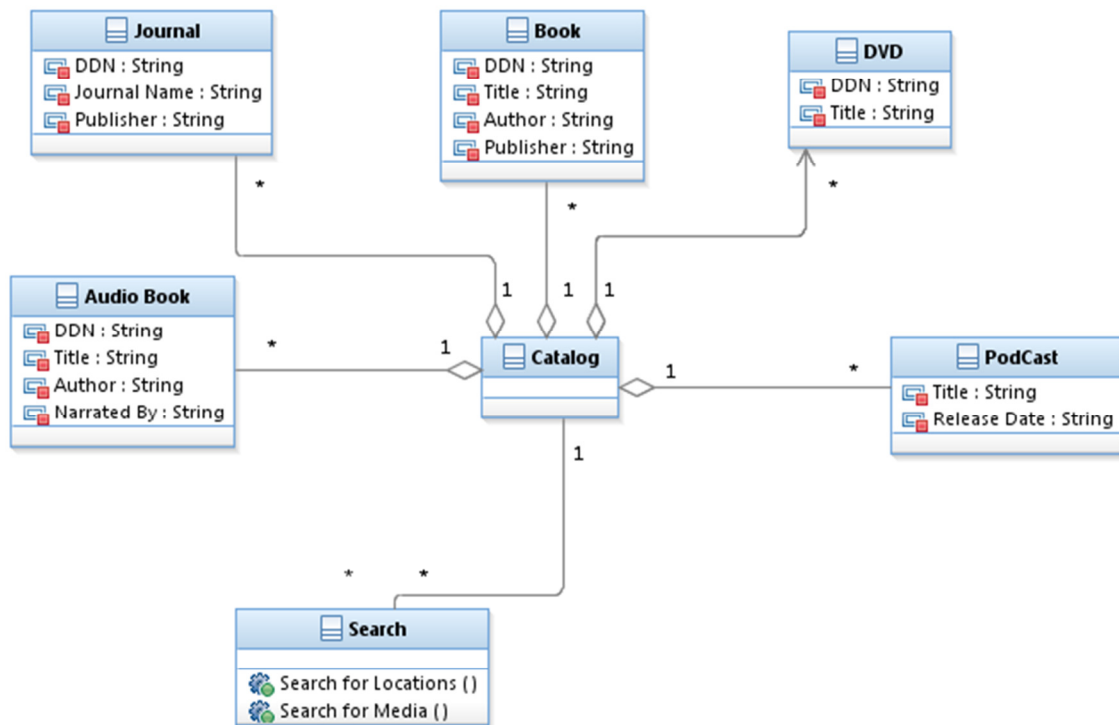 Journal
DDN : String
Journal Name : String
Publisher : String
*
Book
DDN : String
Title : String
Author : String
Publisher : String
*
DVD
DDN : String
Title : String
*
1
1
1
Audio Book
DDN : String
Title : String
Author : String
Narrated By : String
*
1
Catalog
1
*
PodCast
Title : String
Release Date : String
1
*
*
Search
Search for Locations ( )
Search for Media ( )